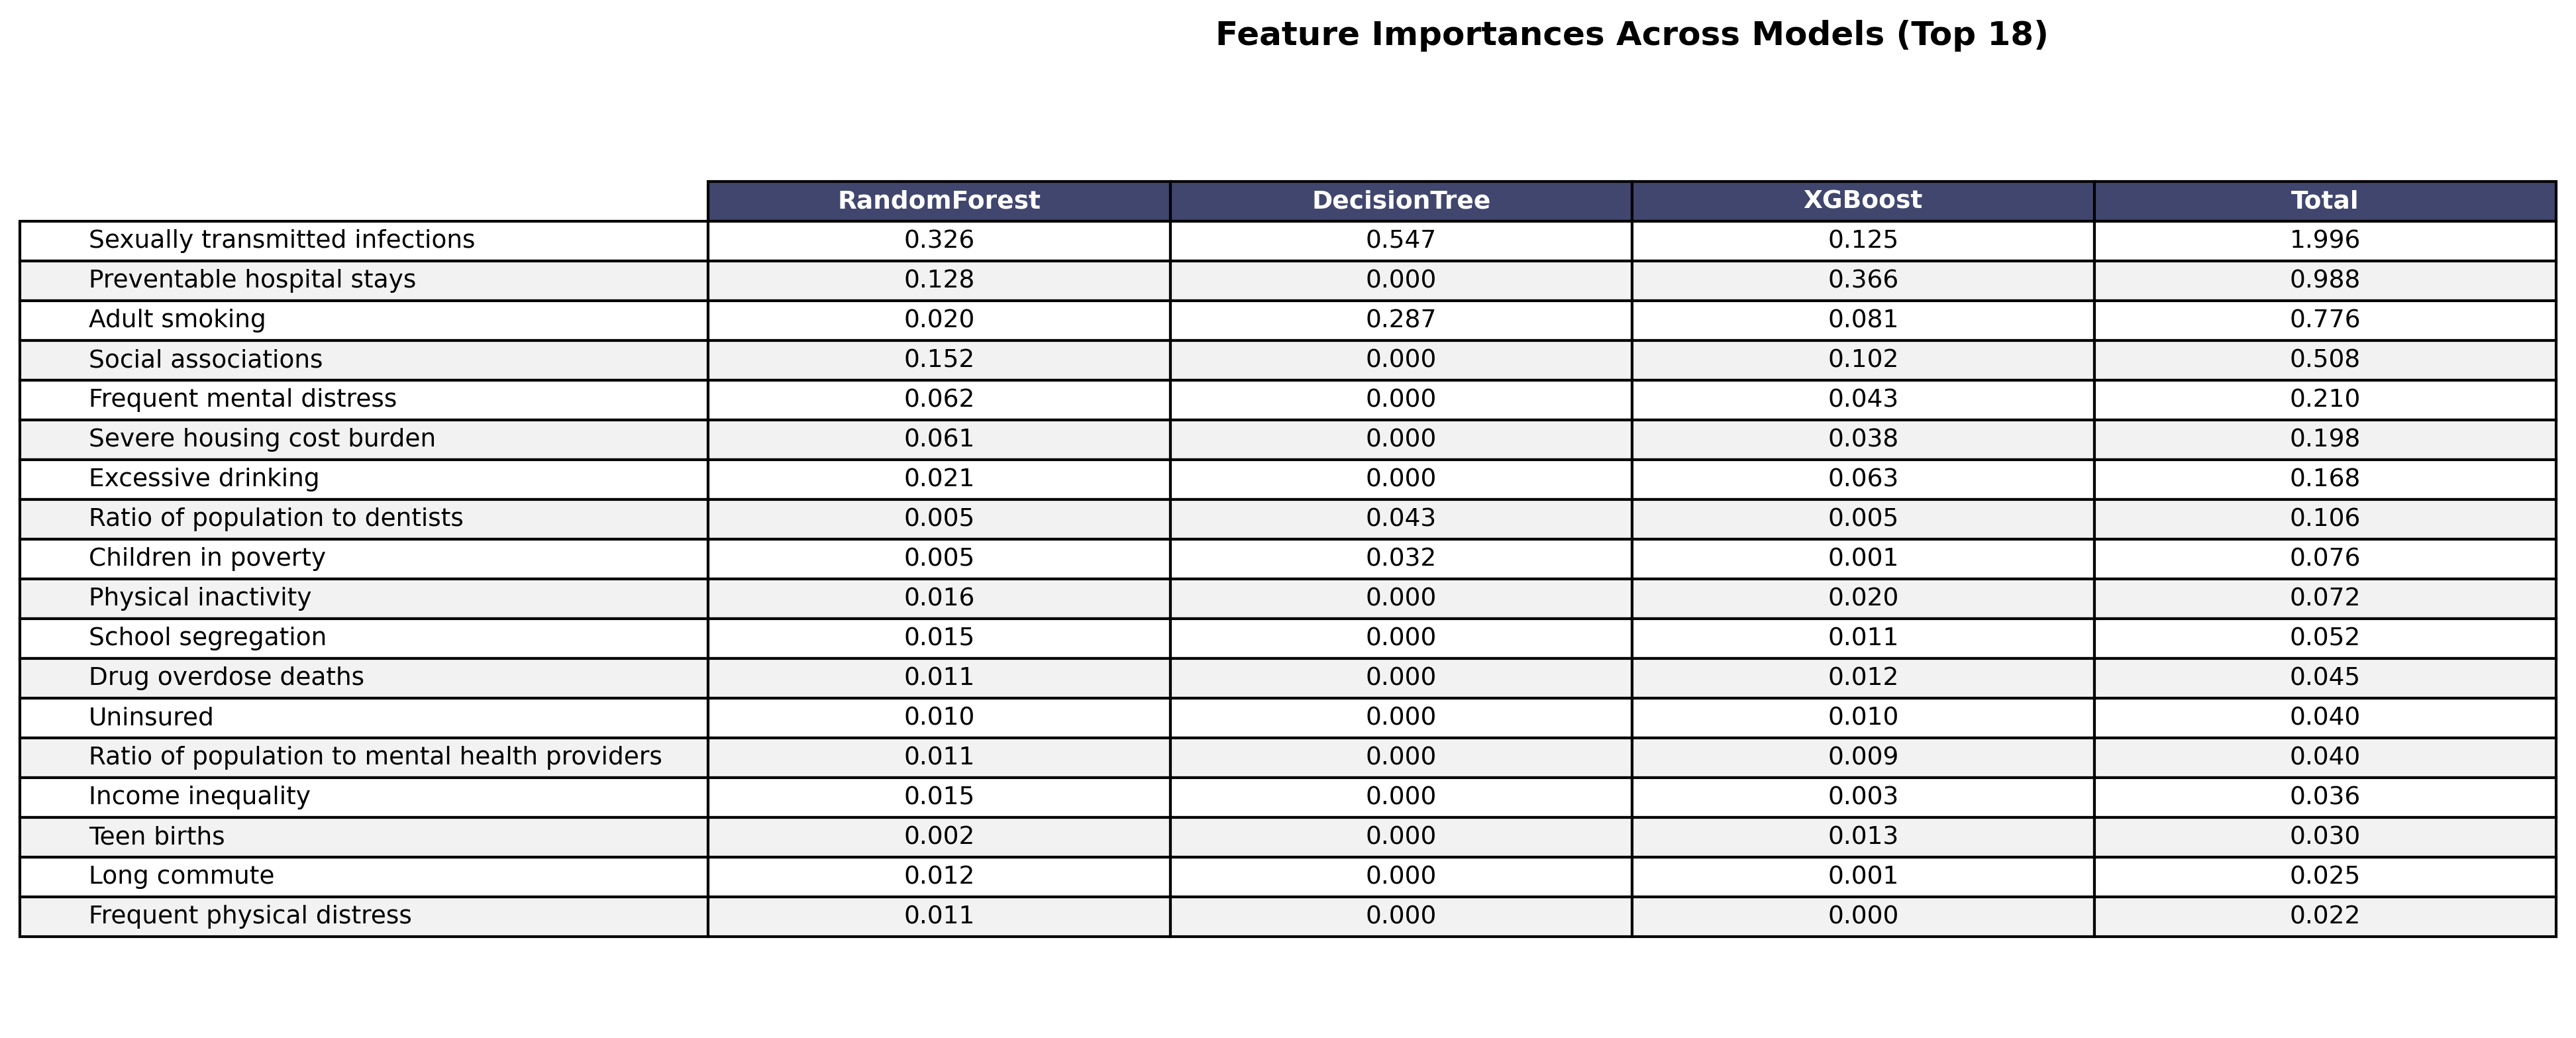 Feature Importances Across Models (Top 18)
RandomForest DecisionTree XGBoost Total
Sexually transmitted infections 0.326 0.547 0.125 1.996
Preventable hospital stays 0.128 0.000 0.366 0.988
Adult smoking 0.020 0.287 0.081 0.776
Social associations 0.152 0.000 0.102 0.508
Frequent mental distress 0.062 0.000 0.043 0.210
Severe housing cost burden 0.061 0.000 0.038 0.198
Excessive drinking 0.021 0.000 0.063 0.168
Ratio of population to dentists 0.005 0.043 0.005 0.106
Children in poverty 0.005 0.032 0.001 0.076
Physical inactivity 0.016 0.000 0.020 0.072
School segregation 0.015 0.000 0.011 0.052
Drug overdose deaths 0.011 0.000 0.012 0.045
Uninsured 0.010 0.000 0.010 0.040
Ratio of population to mental health providers 0.011 0.000 0.009 0.040
Income inequality 0.015 0.000 0.003 0.036
Teen births 0.002 0.000 0.013 0.030
Long commute 0.012 0.000 0.001 0.025
Frequent physical distress 0.011 0.000 0.000 0.022